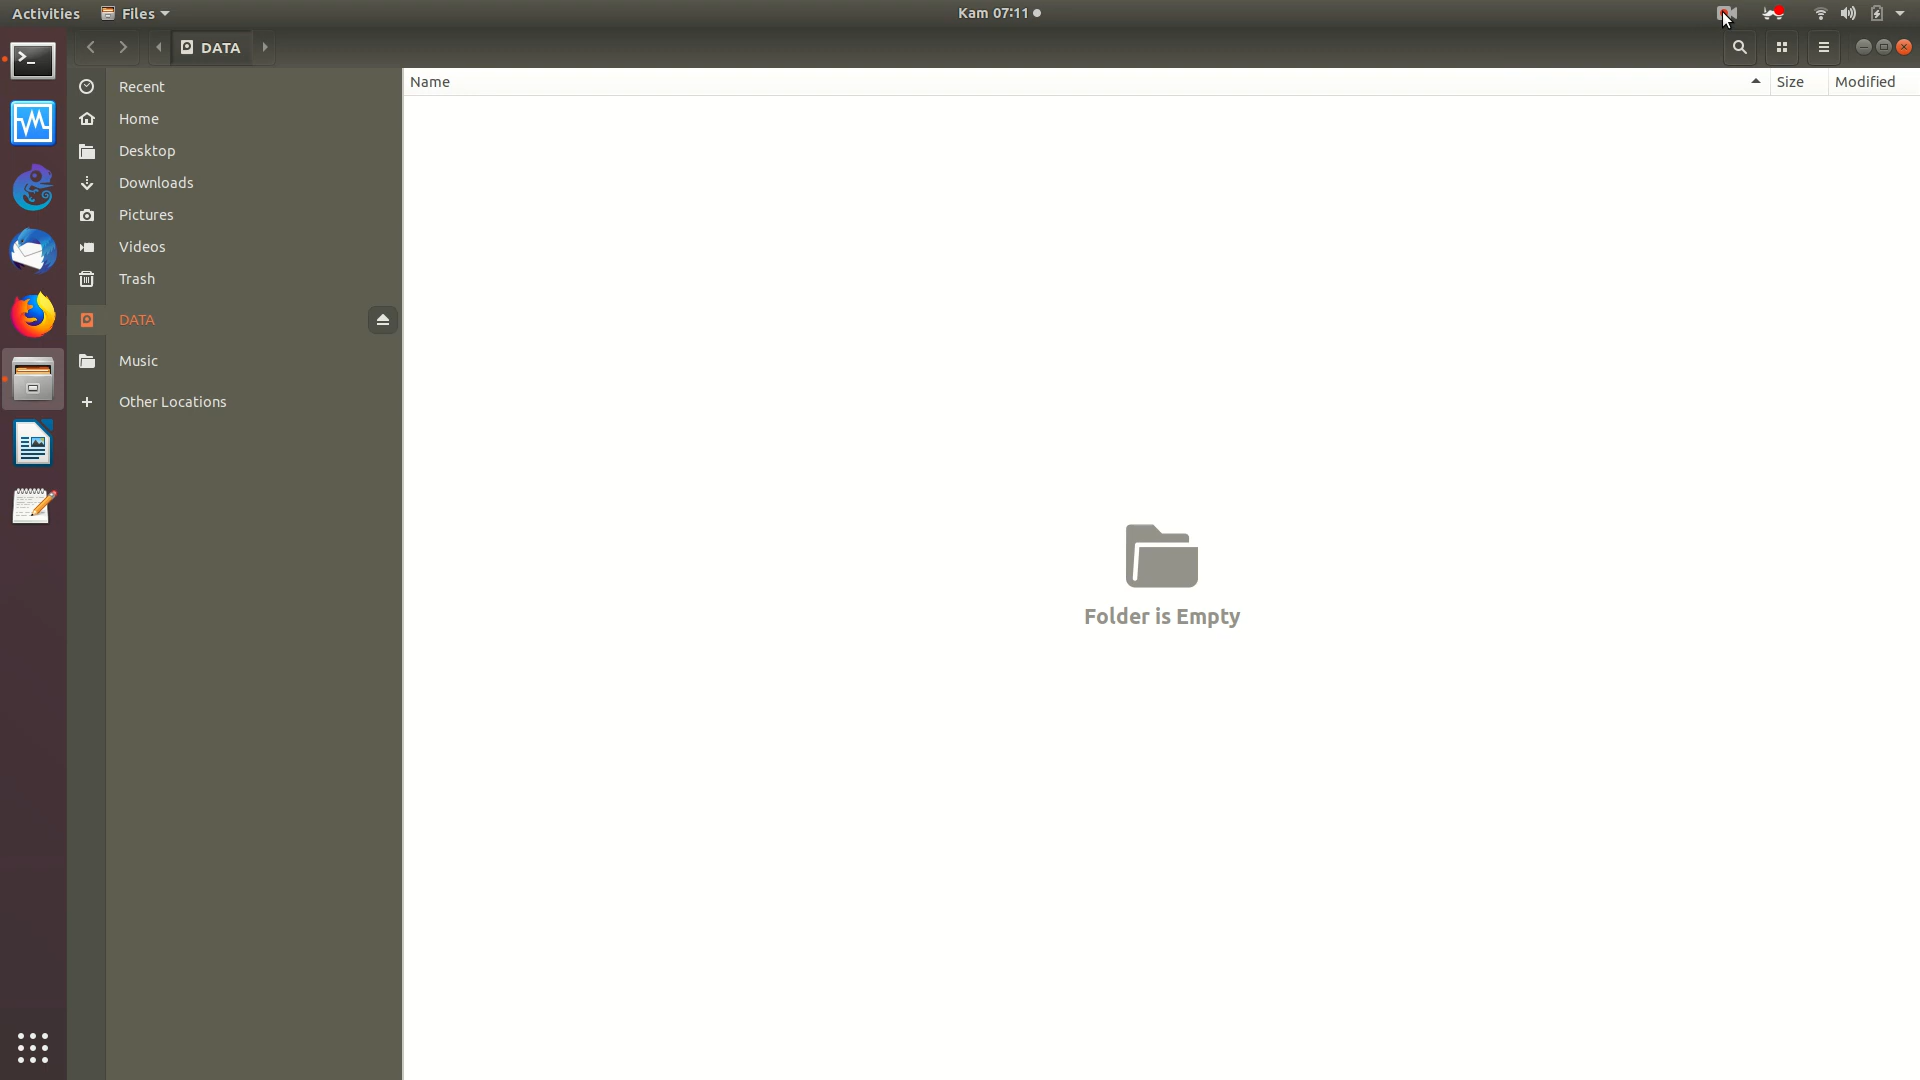 Activities Files Kam 07:11
DATA
Name Size Modified
Recent
Home
Desktop
Downloads
Pictures
Videos
Trash
DATA
Music
Other Locations
Folder is Empty